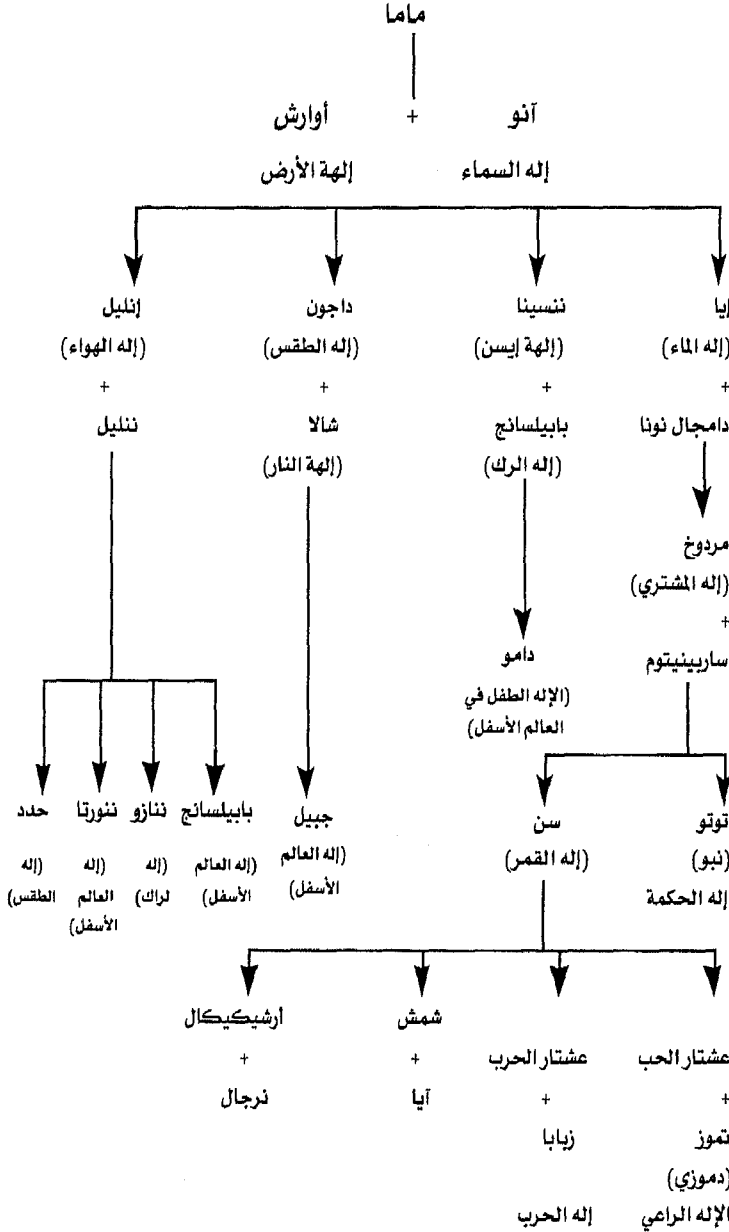 ماما
آنو + أوارش
إله السماء إلهة الأرض
إيا ننسينا داجون إنليل
(إله الماء) (إلهة إيسن) (إله الطقس) (إله الهواء)
+ + + +
دامجال نونا بابيلسانج شالا ننليل
(إله الرك) (إلهة النار)
مردوخ
(إله المشتري)
+
ساربينيتوم
دامو
(الإله الطفل في
العالم الأسفل)
توتو سن جبيل بابيلسانج ننازو ننورتا حدد
(نبو) (إله القمر) (إله العالم الأسفل) (إله العالم الأسفل) (إله لراك) (إله العالم الأسفل) (إله الطقس)
إله الحكمة
شمش أرشيكيكال
عشتار الحب عشتار الحرب + +
+ + آيا نرجال
تموز زبابا
(دموزي)
الإله الراعي إله الحرب